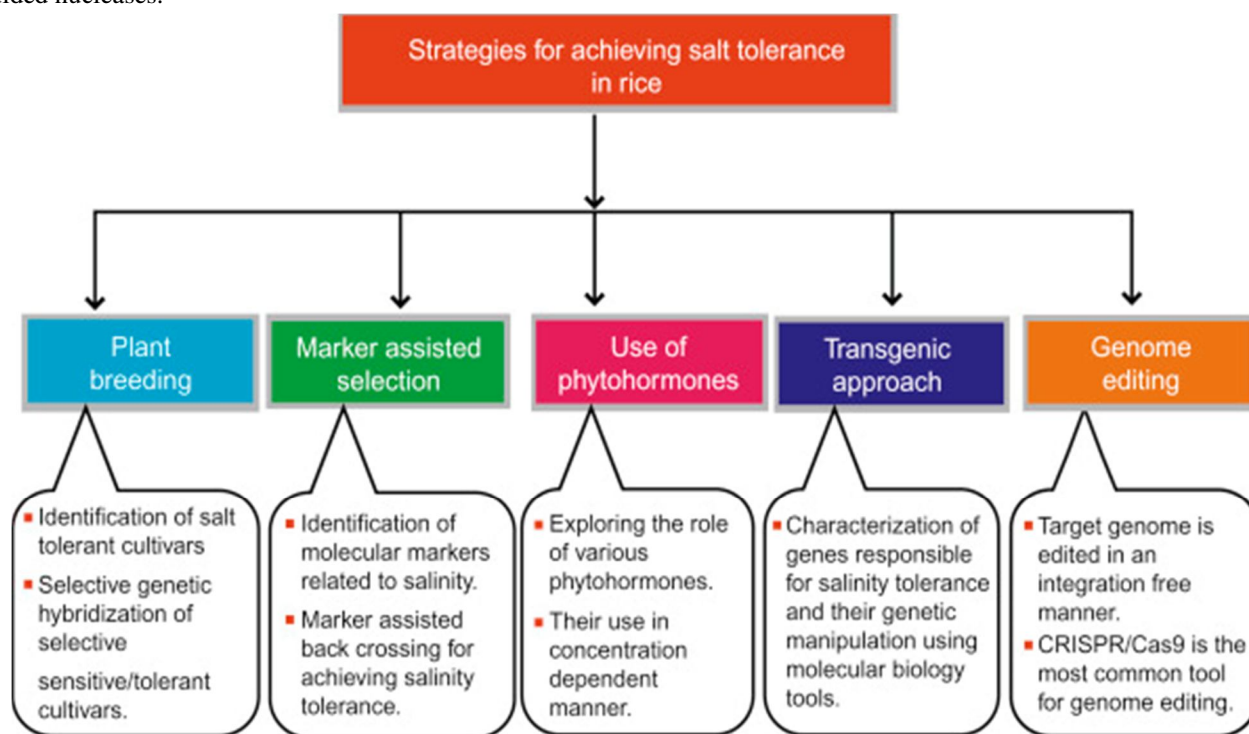 nucleases.
Strategies for achieving salt tolerance
in rice
Plant
breeding
Marker assisted
selection
Use of
phytohormones
Transgenic
approach
Genome
editing
Identification of salt
tolerant cultivars
Selective genetic
hybridization of
selective
sensitive/tolerant
cultivars.
Identification of
molecular markers
related to salinity.
Marker assisted
back crossing for
achieving salinity
tolerance.
Exploring the role
of various
phytohormones.
Their use in
concentration
dependent
manner.
Characterization of
genes responsible
for salinity tolerance
and their genetic
manipulation using
molecular biology
tools.
Target genome is
edited in an
integration free
manner.
CRISPR/Cas9 is the
most common tool
for genome editing.